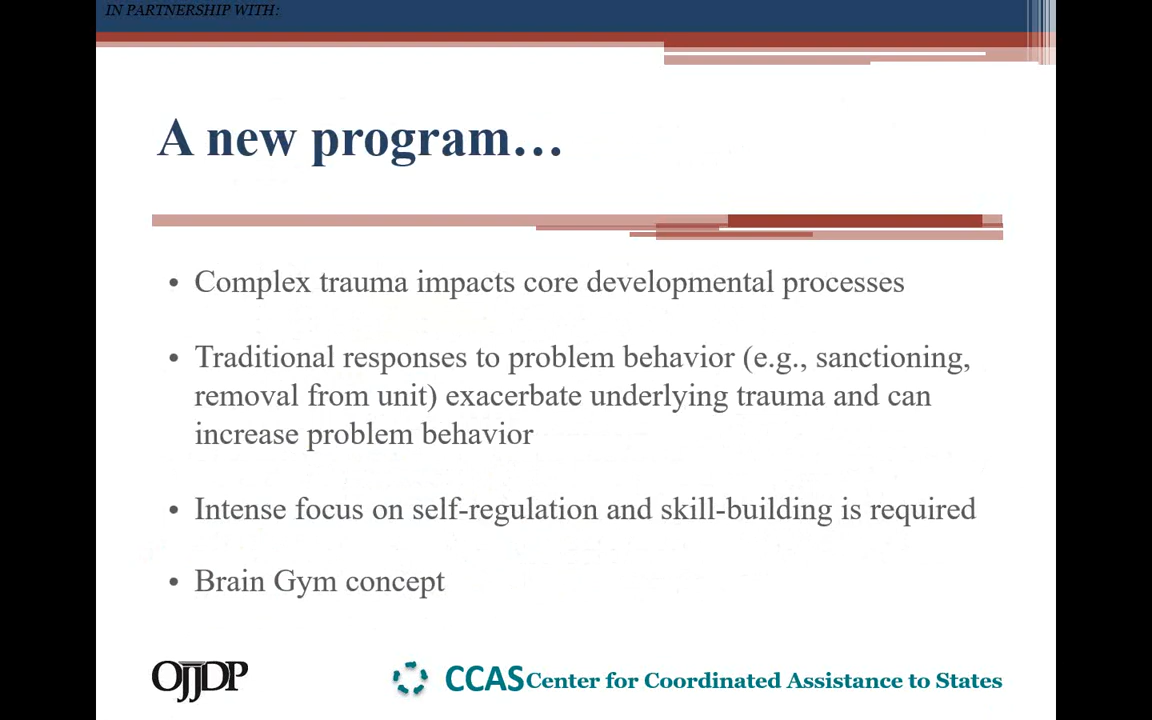 IN PARTNERSHIP WITH:
A new program…
• Complex trauma impacts core developmental processes
• Traditional responses to problem behavior (e.g., sanctioning,
removal from unit) exacerbate underlying trauma and can
increase problem behavior
• Intense focus on self-regulation and skill-building is required
• Brain Gym concept
OJJDP
CCAS Center for Coordinated Assistance to States